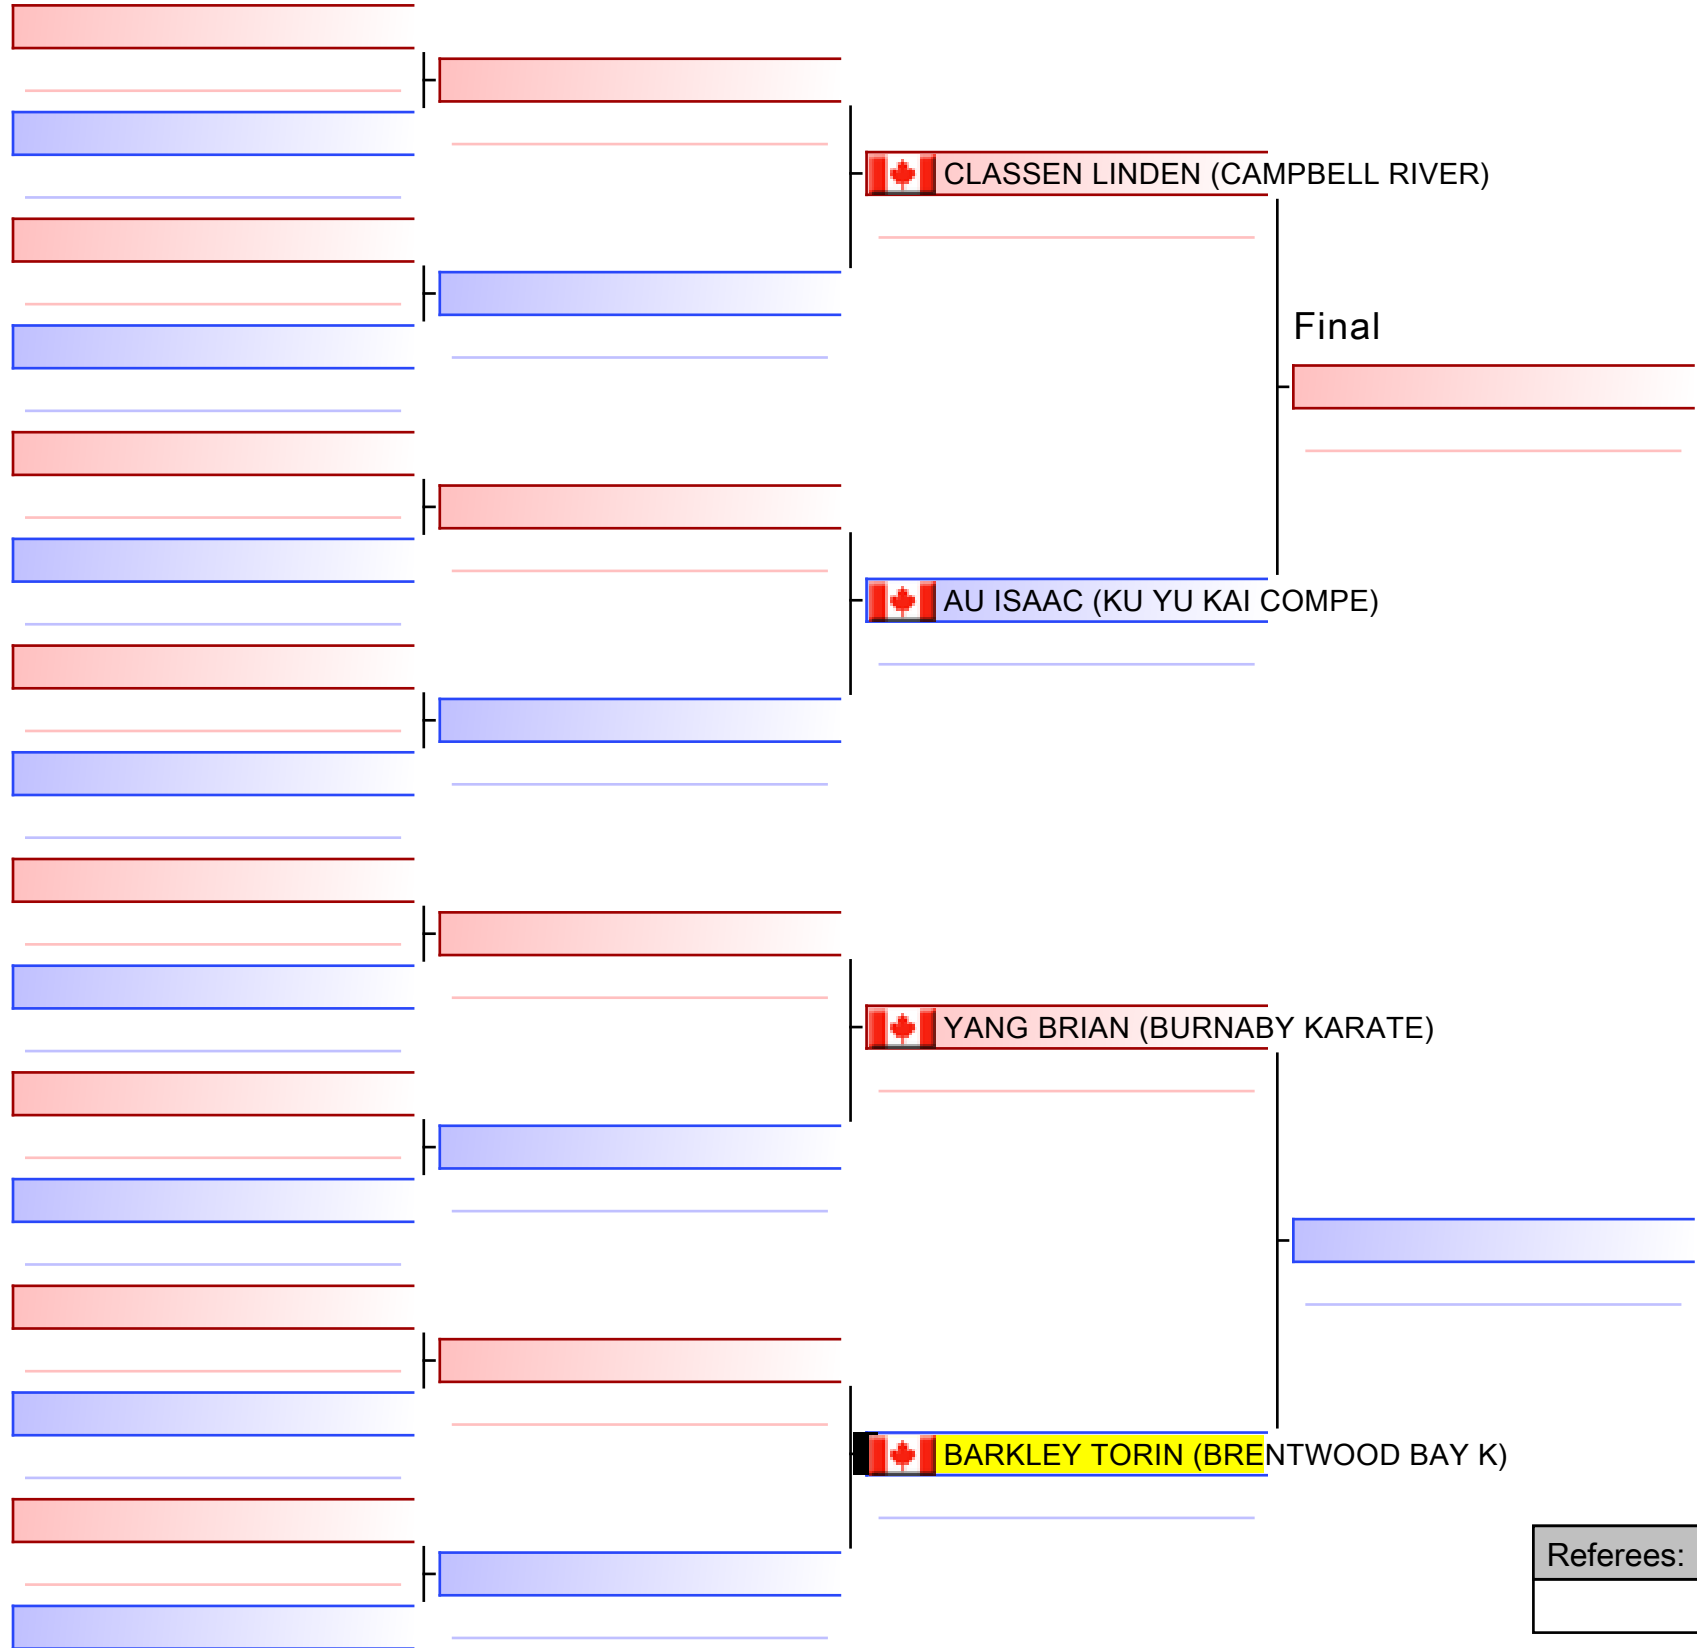 CLASSEN LINDEN (CAMPBELL RIVER)
Final
AU ISAAC (KU YU KAI COMPE)
YANG BRIAN (BURNABY KARATE)
BARKLEY TORIN (BRENTWOOD BAY K)
Referees: